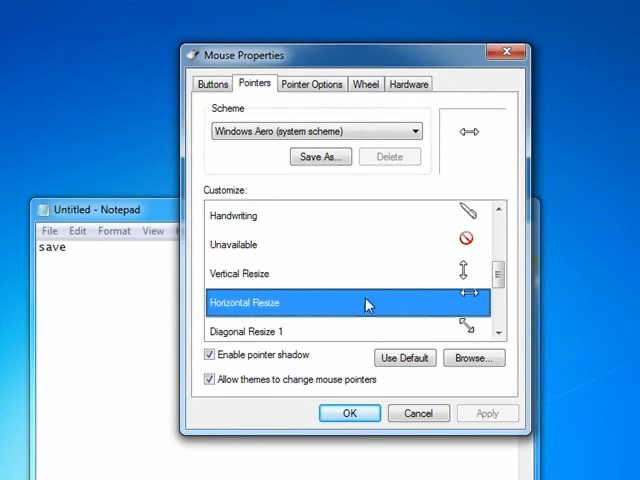 Mouse Properties
Buttons Pointers Pointer Options Wheel Hardware
Scheme
Windows Aero (system scheme)
Save As... Delete
Customize:
Handwriting
Unavailable
Vertical Resize
Horizontal Resize
Diagonal Resize 1
Enable pointer shadow
Use Default Browse...
Allow themes to change mouse pointers
OK Cancel Apply
Untitled - Notepad
File Edit Format View
save